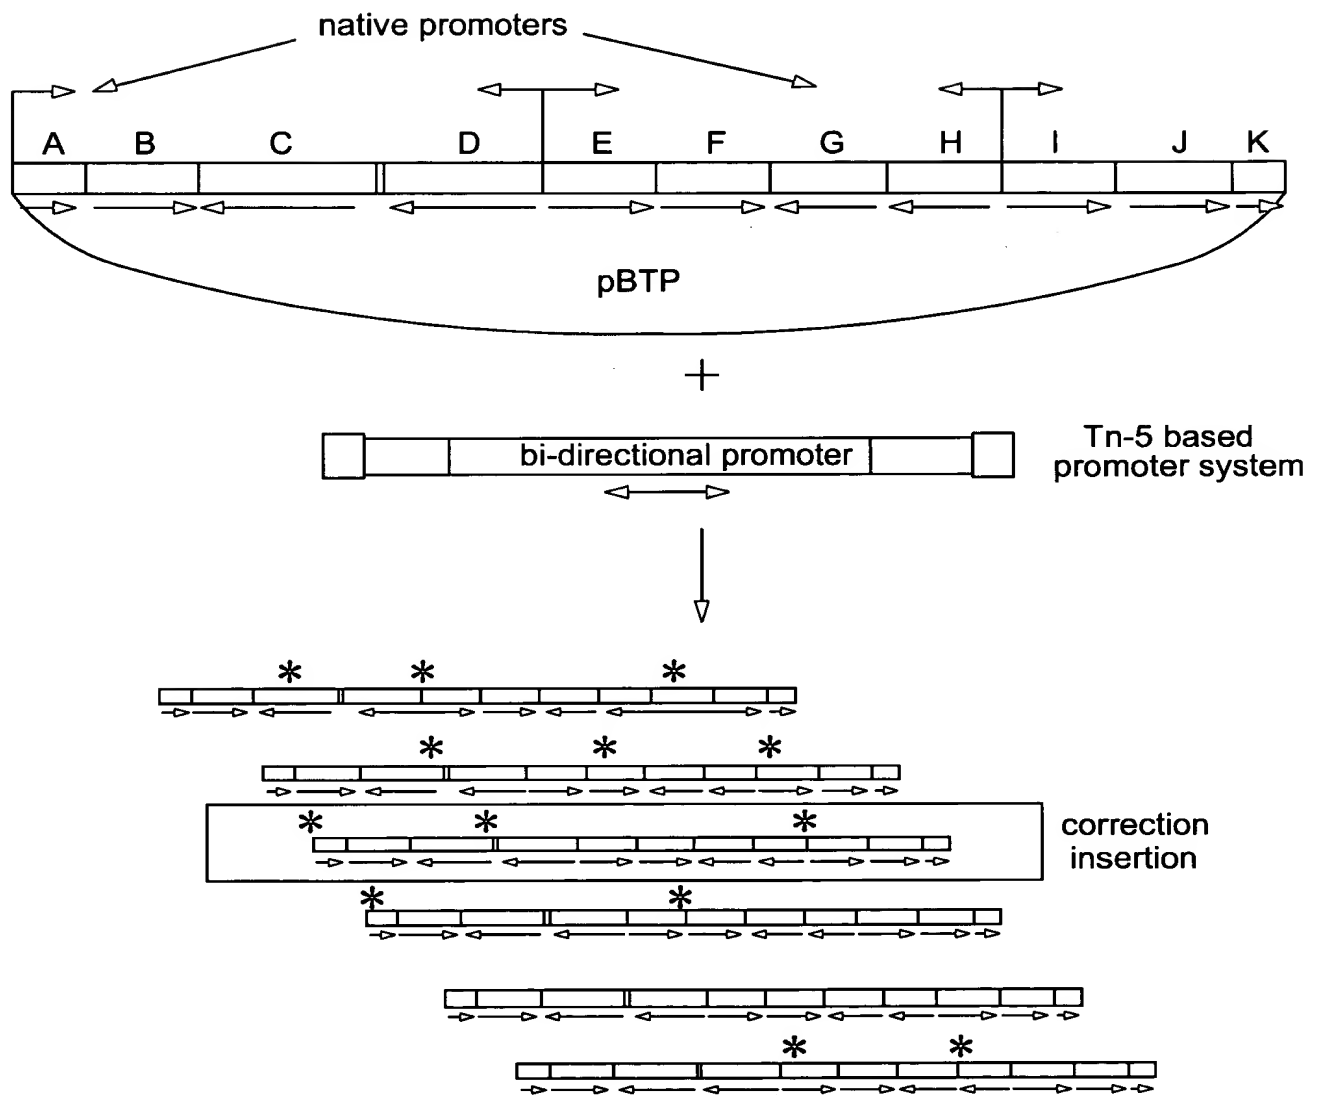 native promoters
A B C D E F G H I J K
pBTP
+
bi-directional promoter
Tn-5 based
promoter system
* * *
* * *
* * *
correction
insertion
* *
* *